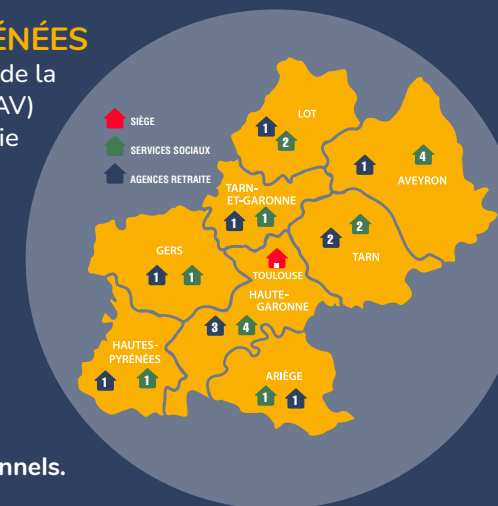 ÉNÉES
de la
AV)
ie
SIÈGE
SERVICES SOCIAUX
AGENCES RETRAITE
LOT
1
2
1
4
AVEYRON
TARN-
ET-GARONNE
1
1
2
2
TARN
GERS
1
1
TOULOUSE
HAUTE-
GARONNE
3
4
HAUTES-
PYRÉNÉES
1
1
ARIÈGE
1
1
nnels.